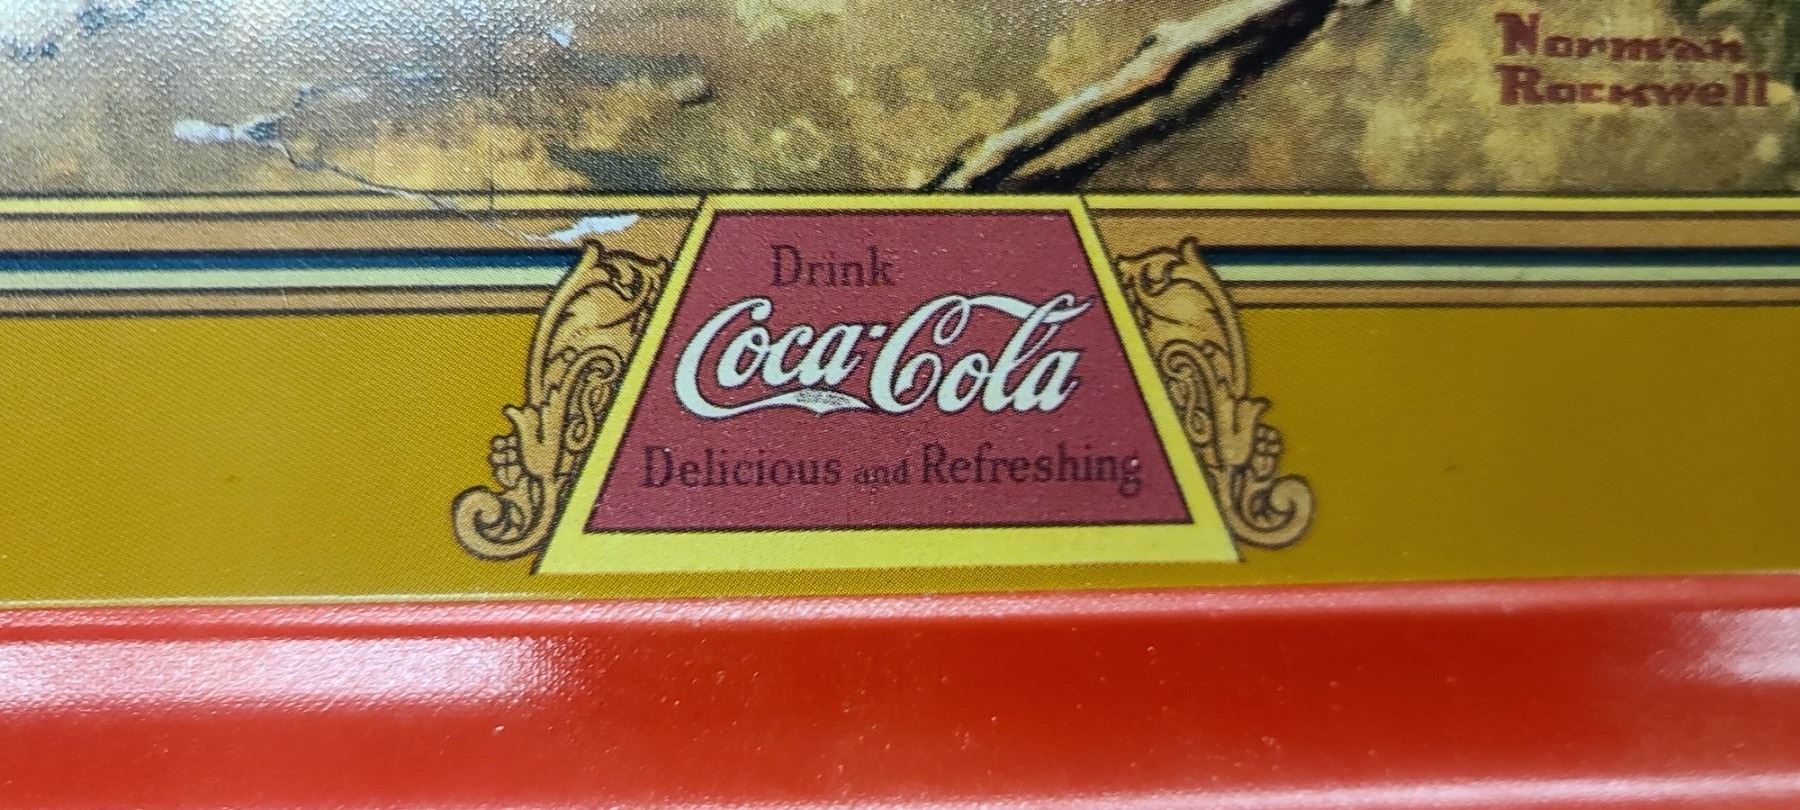 Norman
Rockwell
Drink
Coca-Cola
Delicious and Refreshing